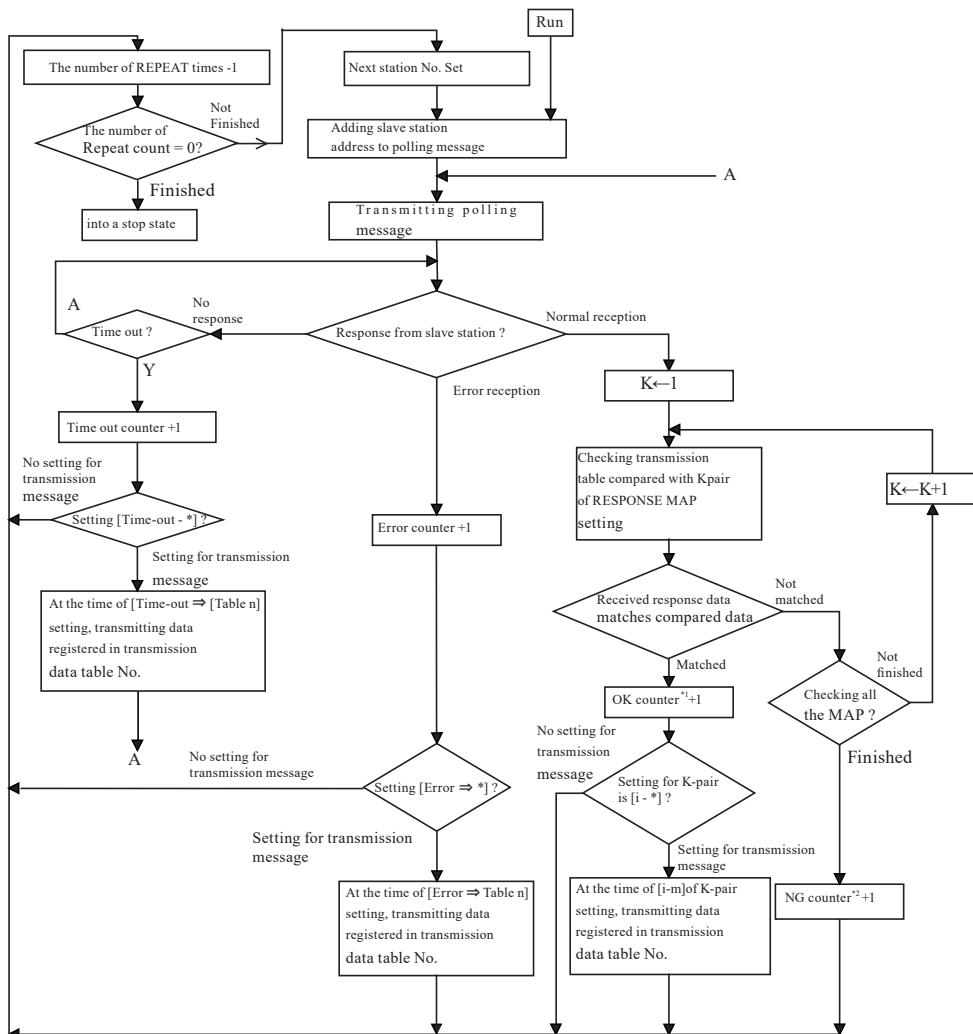 Run
The number of REPEAT times -1
Next station No. Set
Not
Finished
The number of
Repeat count = 0?
Adding slave station
address to polling message
Finished
A
into a stop state
Transmitting polling
message
A
No
response
Time out ?
Response from slave station ?
Normal reception
Y
Error reception
K←1
Time out counter +1
No setting for
transmission
message
Checking transmission
table compared with Kpair
of RESPONSE MAP
setting
K←K+1
Setting [Time-out - *] ?
Error counter +1
Setting for transmission
message
At the time of [Time-out ⇒ [Table n]
setting, transmitting data
registered in transmission
data table No.
Received response data
matches compared data
Not
matched
Matched
Not
finished
Checking all
the MAP ?
OK counter*1+1
No setting for
transmission
message
A
No setting for
transmission message
Finished
Setting [Error ⇒ *] ?
Setting for K-pair
is [i - *] ?
Setting for transmission
message
Setting for transmission
message
At the time of [Error ⇒ Table n]
setting, transmitting data
registered in transmission
data table No.
At the time of [i-m]of K-pair
setting, transmitting data
registered in transmission
data table No.
NG counter*2+1